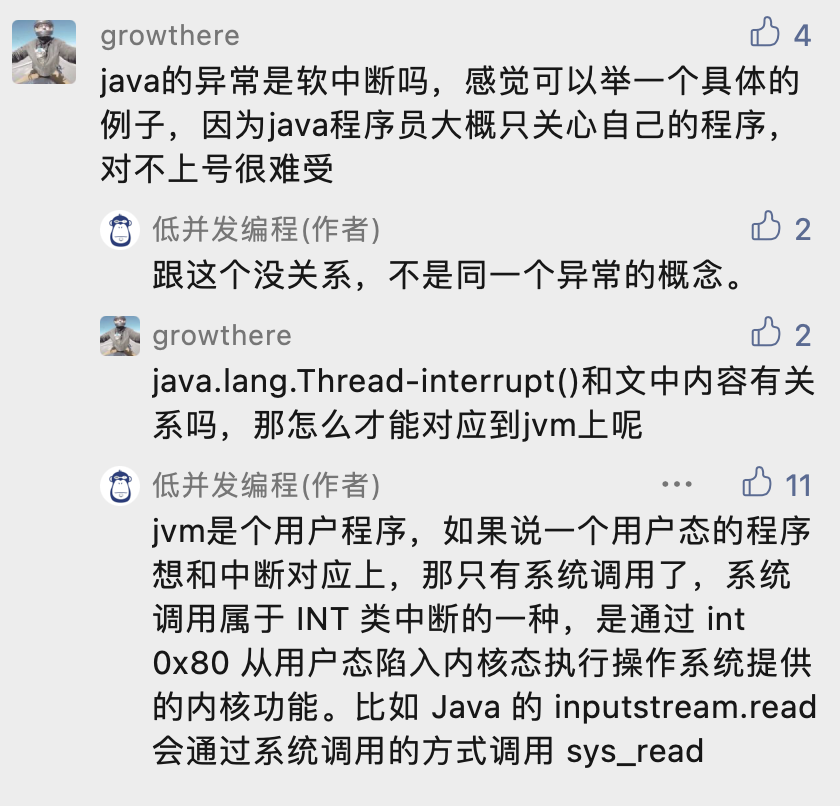 growthere
4
java的异常是软中断吗，感觉可以举一个具体的
例子，因为java程序员大概只关心自己的程序，
对不上号很难受
低并发编程(作者)
2
跟这个没关系，不是同一个异常的概念。
growthere
2
java.lang.Thread-interrupt()和文中内容有关
系吗，那怎么才能对应到jvm上呢
低并发编程(作者)
11
jvm是个用户程序，如果说一个用户态的程序
想和中断对应上，那只有系统调用了，系统
调用属于 INT 类中断的一种，是通过 int
0x80 从用户态陷入内核态执行操作系统提供
的内核功能。比如 Java 的 inputstream.read
会通过系统调用的方式调用 sys_read